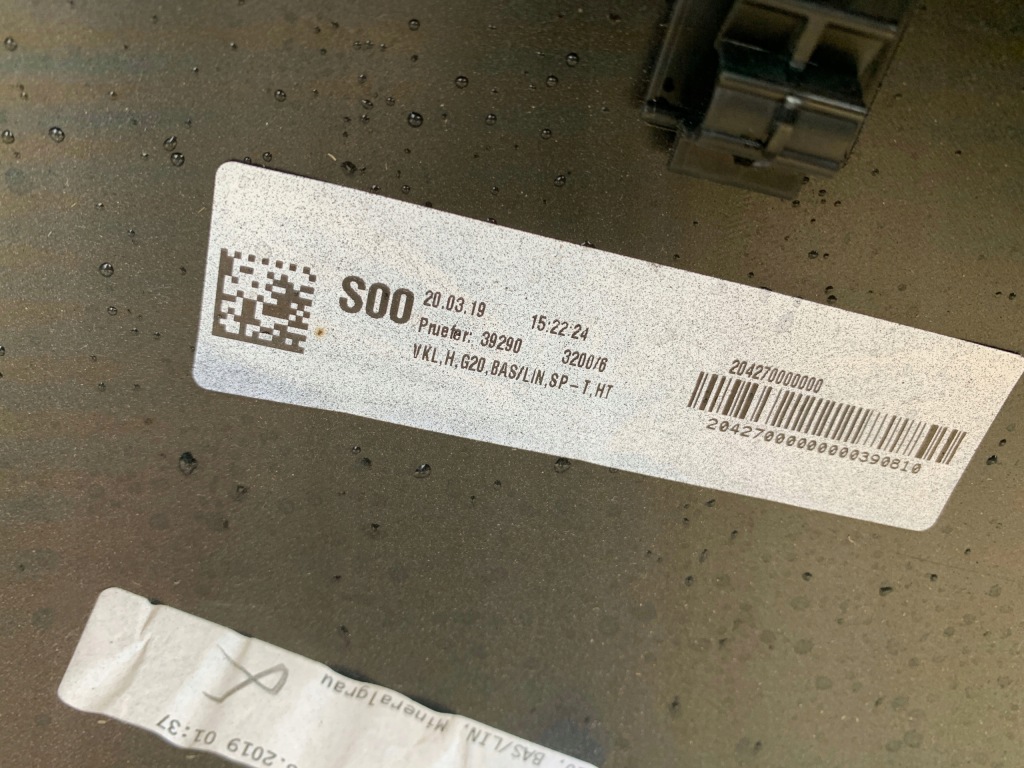 S00
20.03.19 15:22:24
Pruefer: 39290 3200/6
VKL,H,G20,BAS/LIN,SP-T,HT
204270000000
20427000000000390810
BAS/LIN, Mineralgrau
.2019 01:37